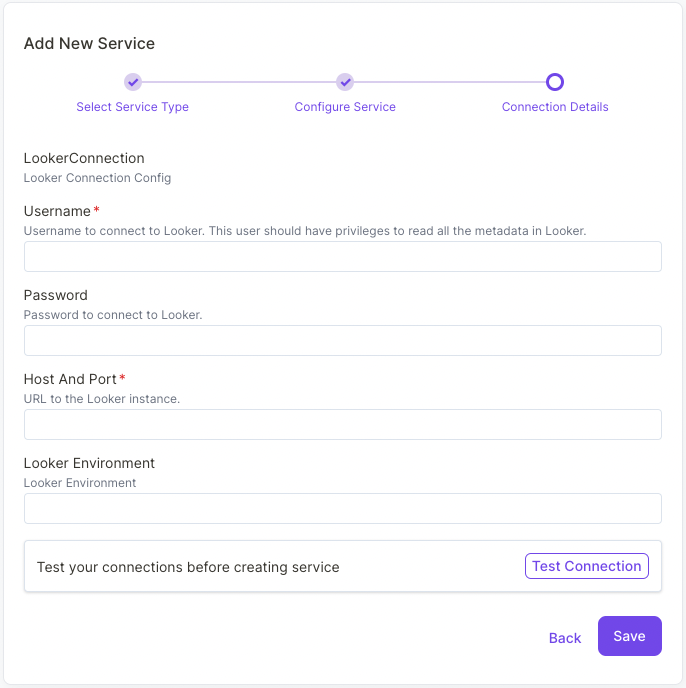 Add New Service
Select Service Type
Configure Service
Connection Details
LookerConnection
Looker Connection Config
Username*
Username to connect to Looker. This user should have privileges to read all the metadata in Looker.
Password
Password to connect to Looker.
Host And Port*
URL to the Looker instance.
Looker Environment
Looker Environment
Test your connections before creating service
Test Connection
Back
Save